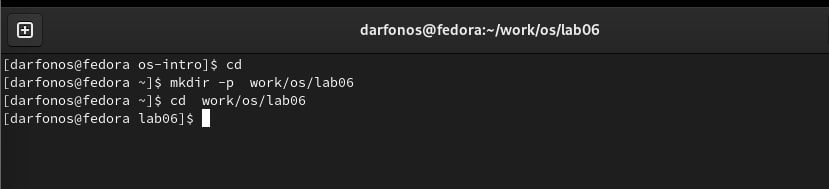 darfonos@fedora:~/work/os/lab06
[darfonos@fedora os-intro]$ cd
[darfonos@fedora ~]$ mkdir -p  work/os/lab06
[darfonos@fedora ~]$ cd  work/os/lab06
[darfonos@fedora lab06]$